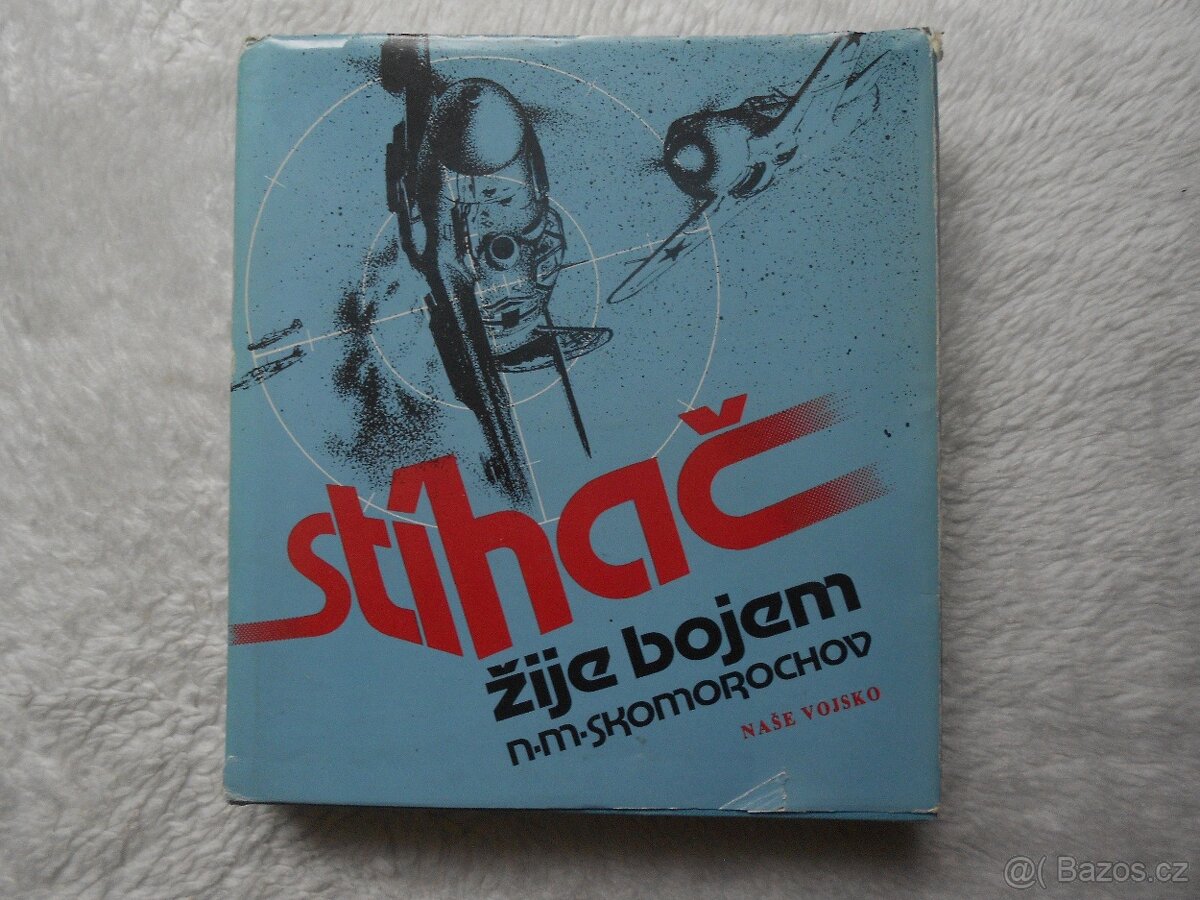 stíhač
žije bojem
n·m·skomorochov
NAŠE VOJSKO
@( Bazos.cz